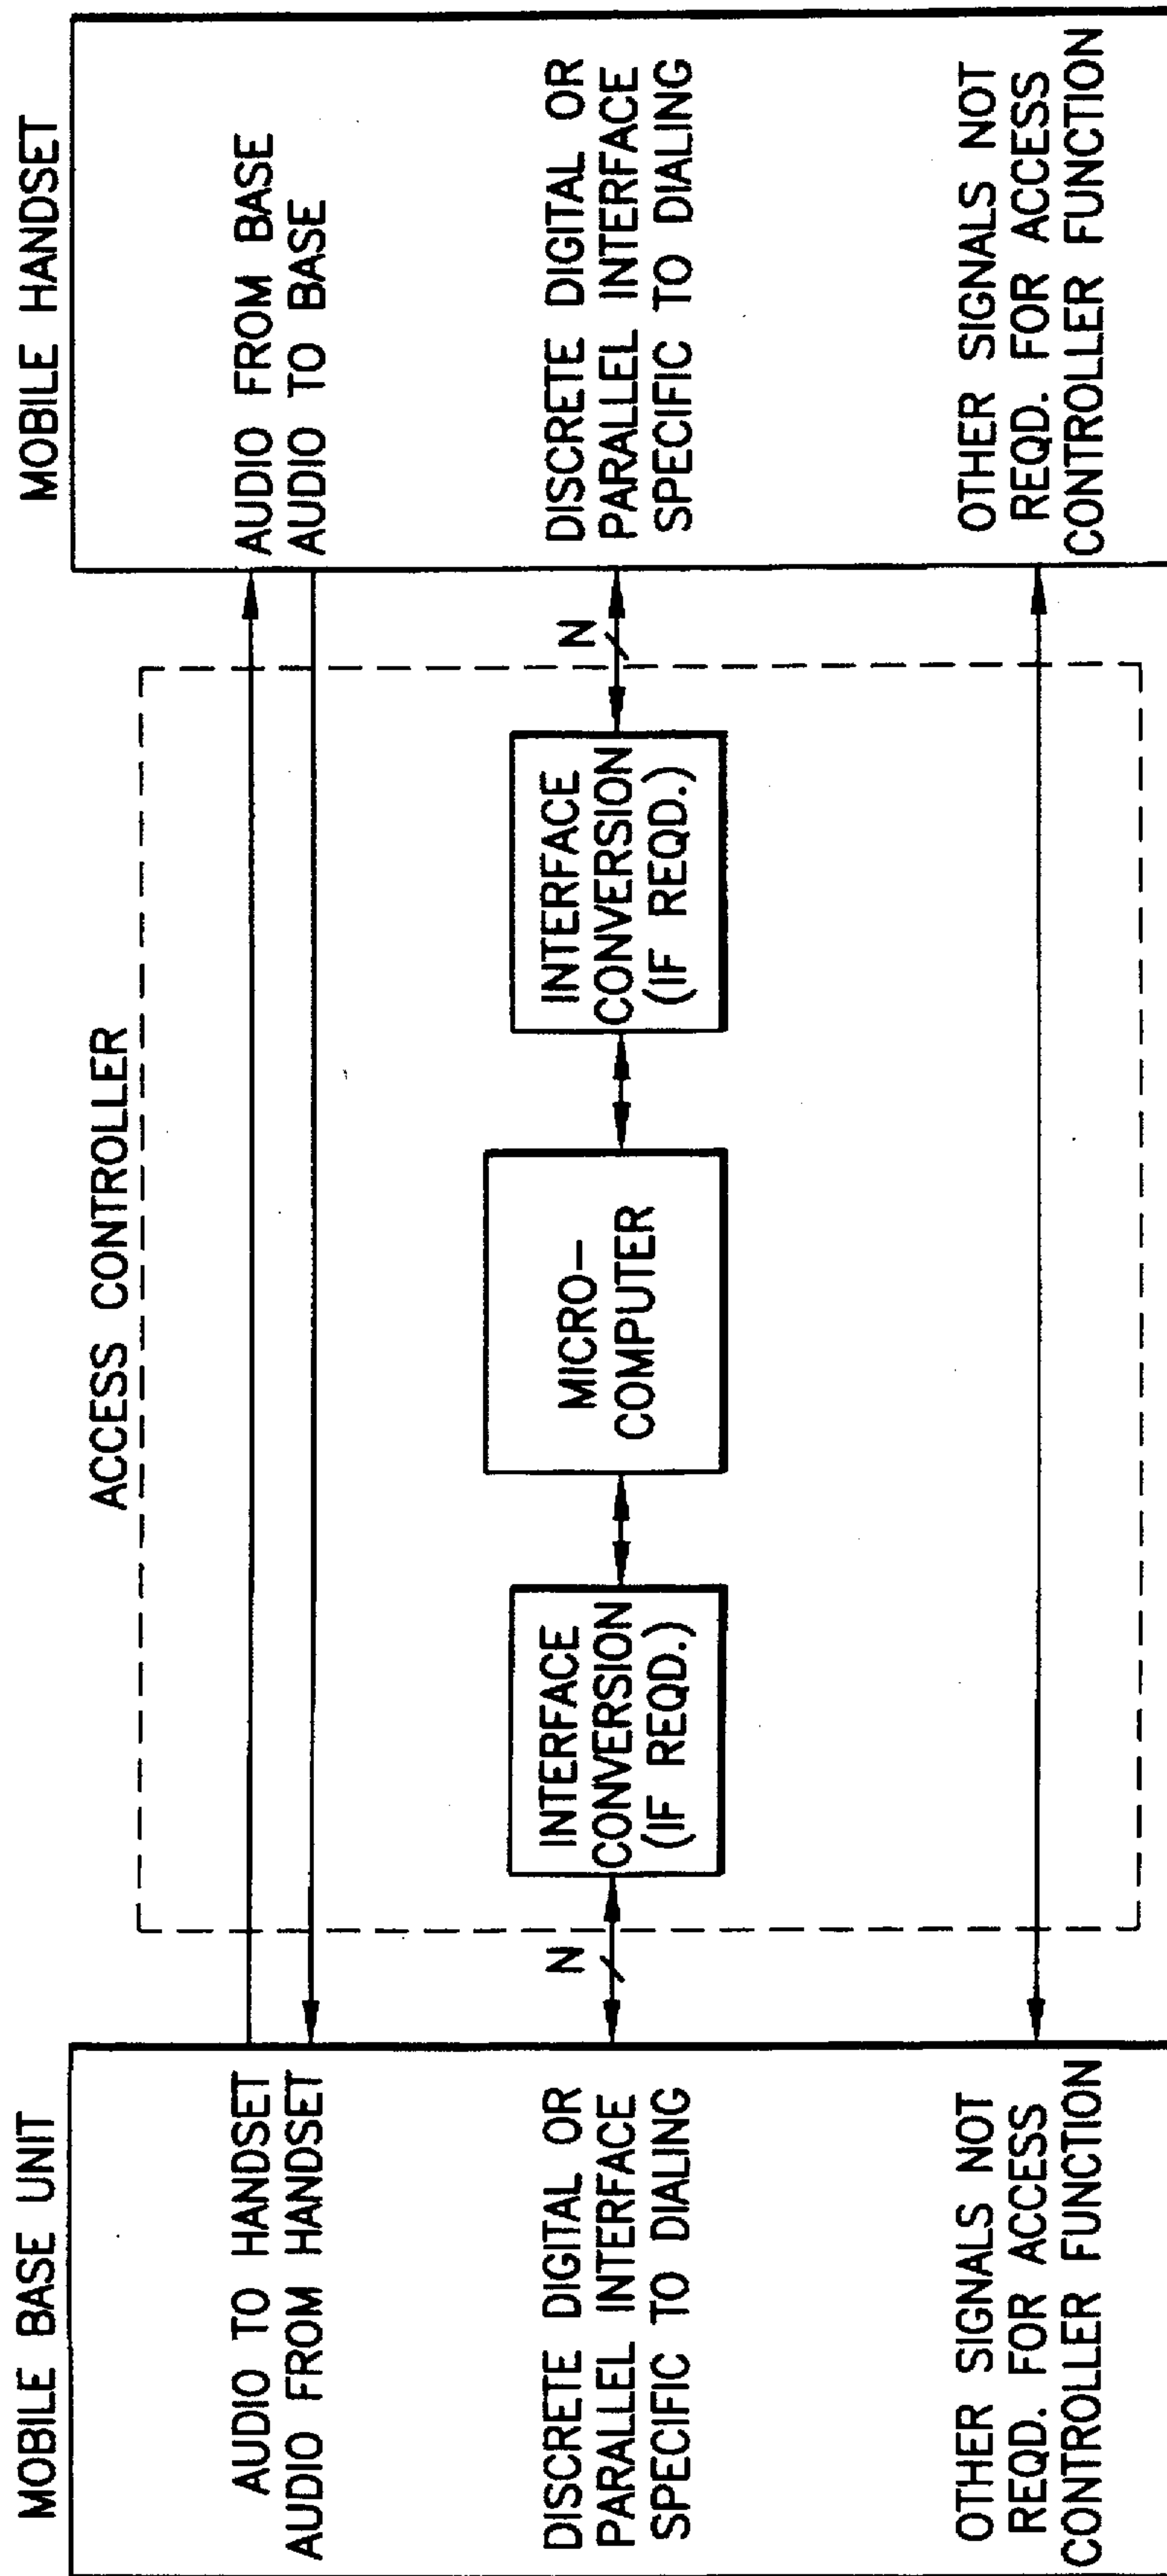 MOBILE BASE UNIT
AUDIO TO HANDSET
AUDIO FROM HANDSET
DISCRETE DIGITAL OR
PARALLEL INTERFACE
SPECIFIC TO DIALING
OTHER SIGNALS NOT
REQD. FOR ACCESS
CONTROLLER FUNCTION
N
ACCESS CONTROLLER
INTERFACE
CONVERSION
(IF REQD.)
MICRO-
COMPUTER
INTERFACE
CONVERSION
(IF REQD.)
N
MOBILE HANDSET
AUDIO FROM BASE
AUDIO TO BASE
DISCRETE DIGITAL OR
PARALLEL INTERFACE
SPECIFIC TO DIALING
OTHER SIGNALS NOT
REQD. FOR ACCESS
CONTROLLER FUNCTION